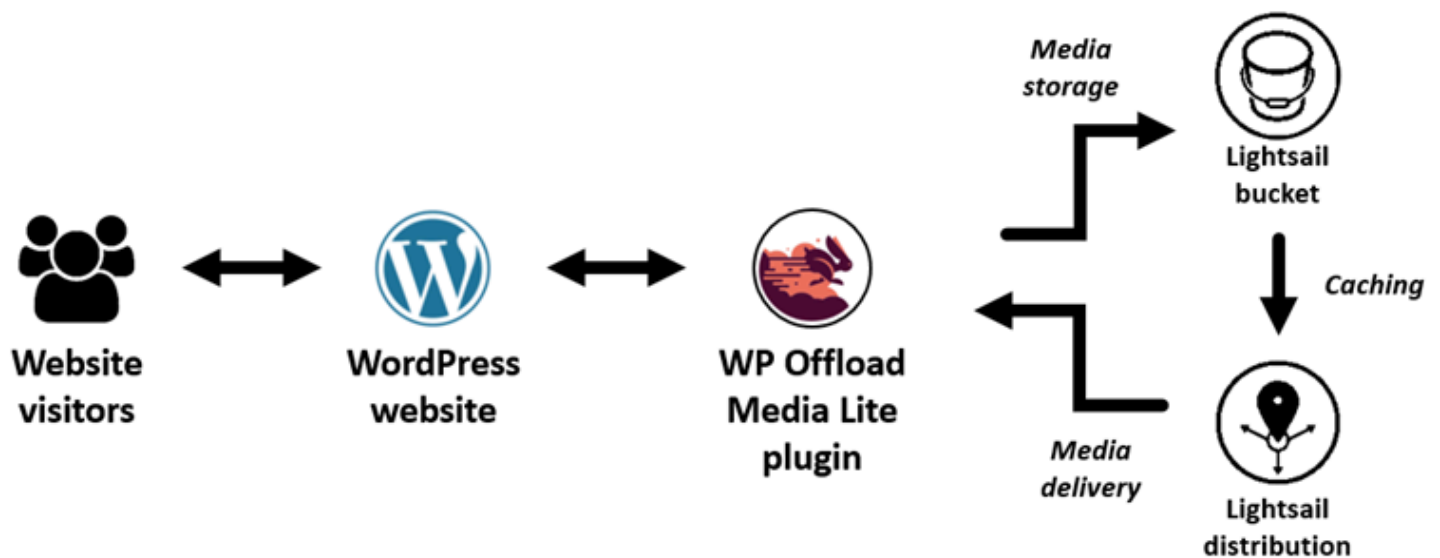 Website
visitors
WordPress
website
WP Offload
Media Lite
plugin
Media
storage
Lightsail
bucket
Caching
Media
delivery
Lightsail
distribution